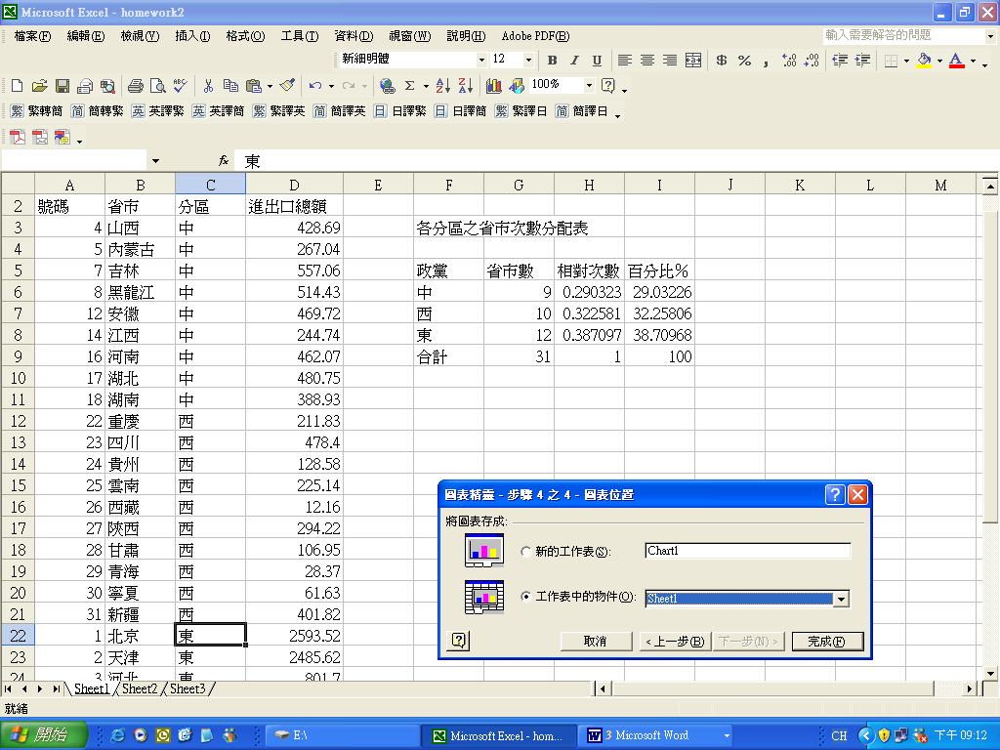 Microsoft Excel - homework2
檔案(F) 編輯(E) 檢視(V) 插入(I) 格式(O) 工具(T) 資料(D) 視窗(W) 說明(H) Adobe PDF(B) 輸入需要解答的問題
新細明體 12 B I U $ % ,
100%
繁 繁轉簡 簡 簡轉繁 英 英譯繁 英 英譯簡 繁 繁譯英 簡 簡譯英 日 日譯繁 日 日譯簡 繁 繁譯日 簡 簡譯日
fx 東
A B C D E F G H I J K L M
2 號碼 省市 分區 進出口總額
3 4 山西 中 428.69 各分區之省市次數分配表
4 5 內蒙古 中 267.04
5 7 吉林 中 557.06 政黨 省市數 相對次數 百分比%
6 8 黑龍江 中 514.43 中 9 0.290323 29.03226
7 12 安徽 中 469.72 西 10 0.322581 32.25806
8 14 江西 中 244.74 東 12 0.387097 38.70968
9 16 河南 中 462.07 合計 31 1 100
10 17 湖北 中 480.75
11 18 湖南 中 388.93
12 22 重慶 西 211.83
13 23 四川 西 478.4
14 24 貴州 西 128.58
15 25 雲南 西 225.14
16 26 西藏 西 12.16
17 27 陝西 西 294.22
18 28 甘肅 西 106.95
19 29 青海 西 28.37
20 30 寧夏 西 61.63
21 31 新疆 西 401.82
22 1 北京 東 2593.52
23 2 天津 東 2485.62
24 3 河北 東 801.7
圖表精靈 - 步驟 4 之 4 - 圖表位置
將圖表存成:
新的工作表(S): Chart1
工作表中的物件(O): Sheet1
取消 < 上一步(B) 下一步(N) > 完成(F)
Sheet1 Sheet2 Sheet3
就緒
開始 E:\ Microsoft Excel - hom... 3 Microsoft Word CH 下午 09:12